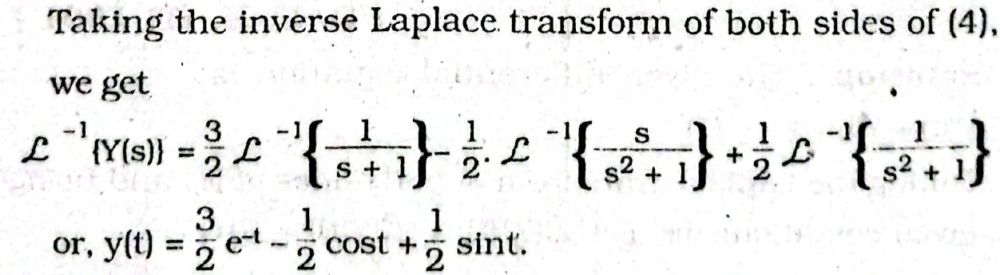 Taking the inverse Laplace transform of both sides of (4),
we get
ℒ⁻¹{Y(s)} = 3/2 ℒ⁻¹{1/(s + 1)} − 1/2 · ℒ⁻¹{s/(s² + 1)} + 1/2 ℒ⁻¹{1/(s² + 1)}
or, y(t) = 3/2 e⁻ᵗ − 1/2 cost + 1/2 sint.